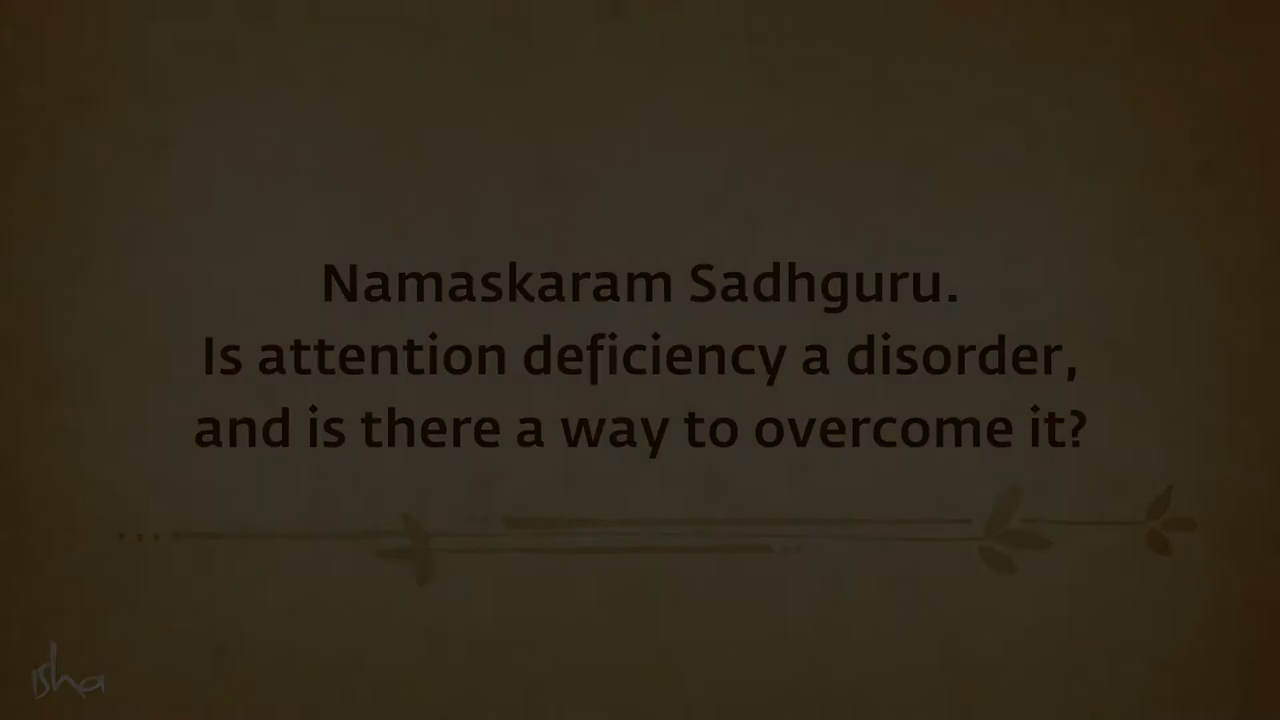 Namaskaram Sadhguru.
Is attention deficiency a disorder,
and is there a way to overcome it?
isha